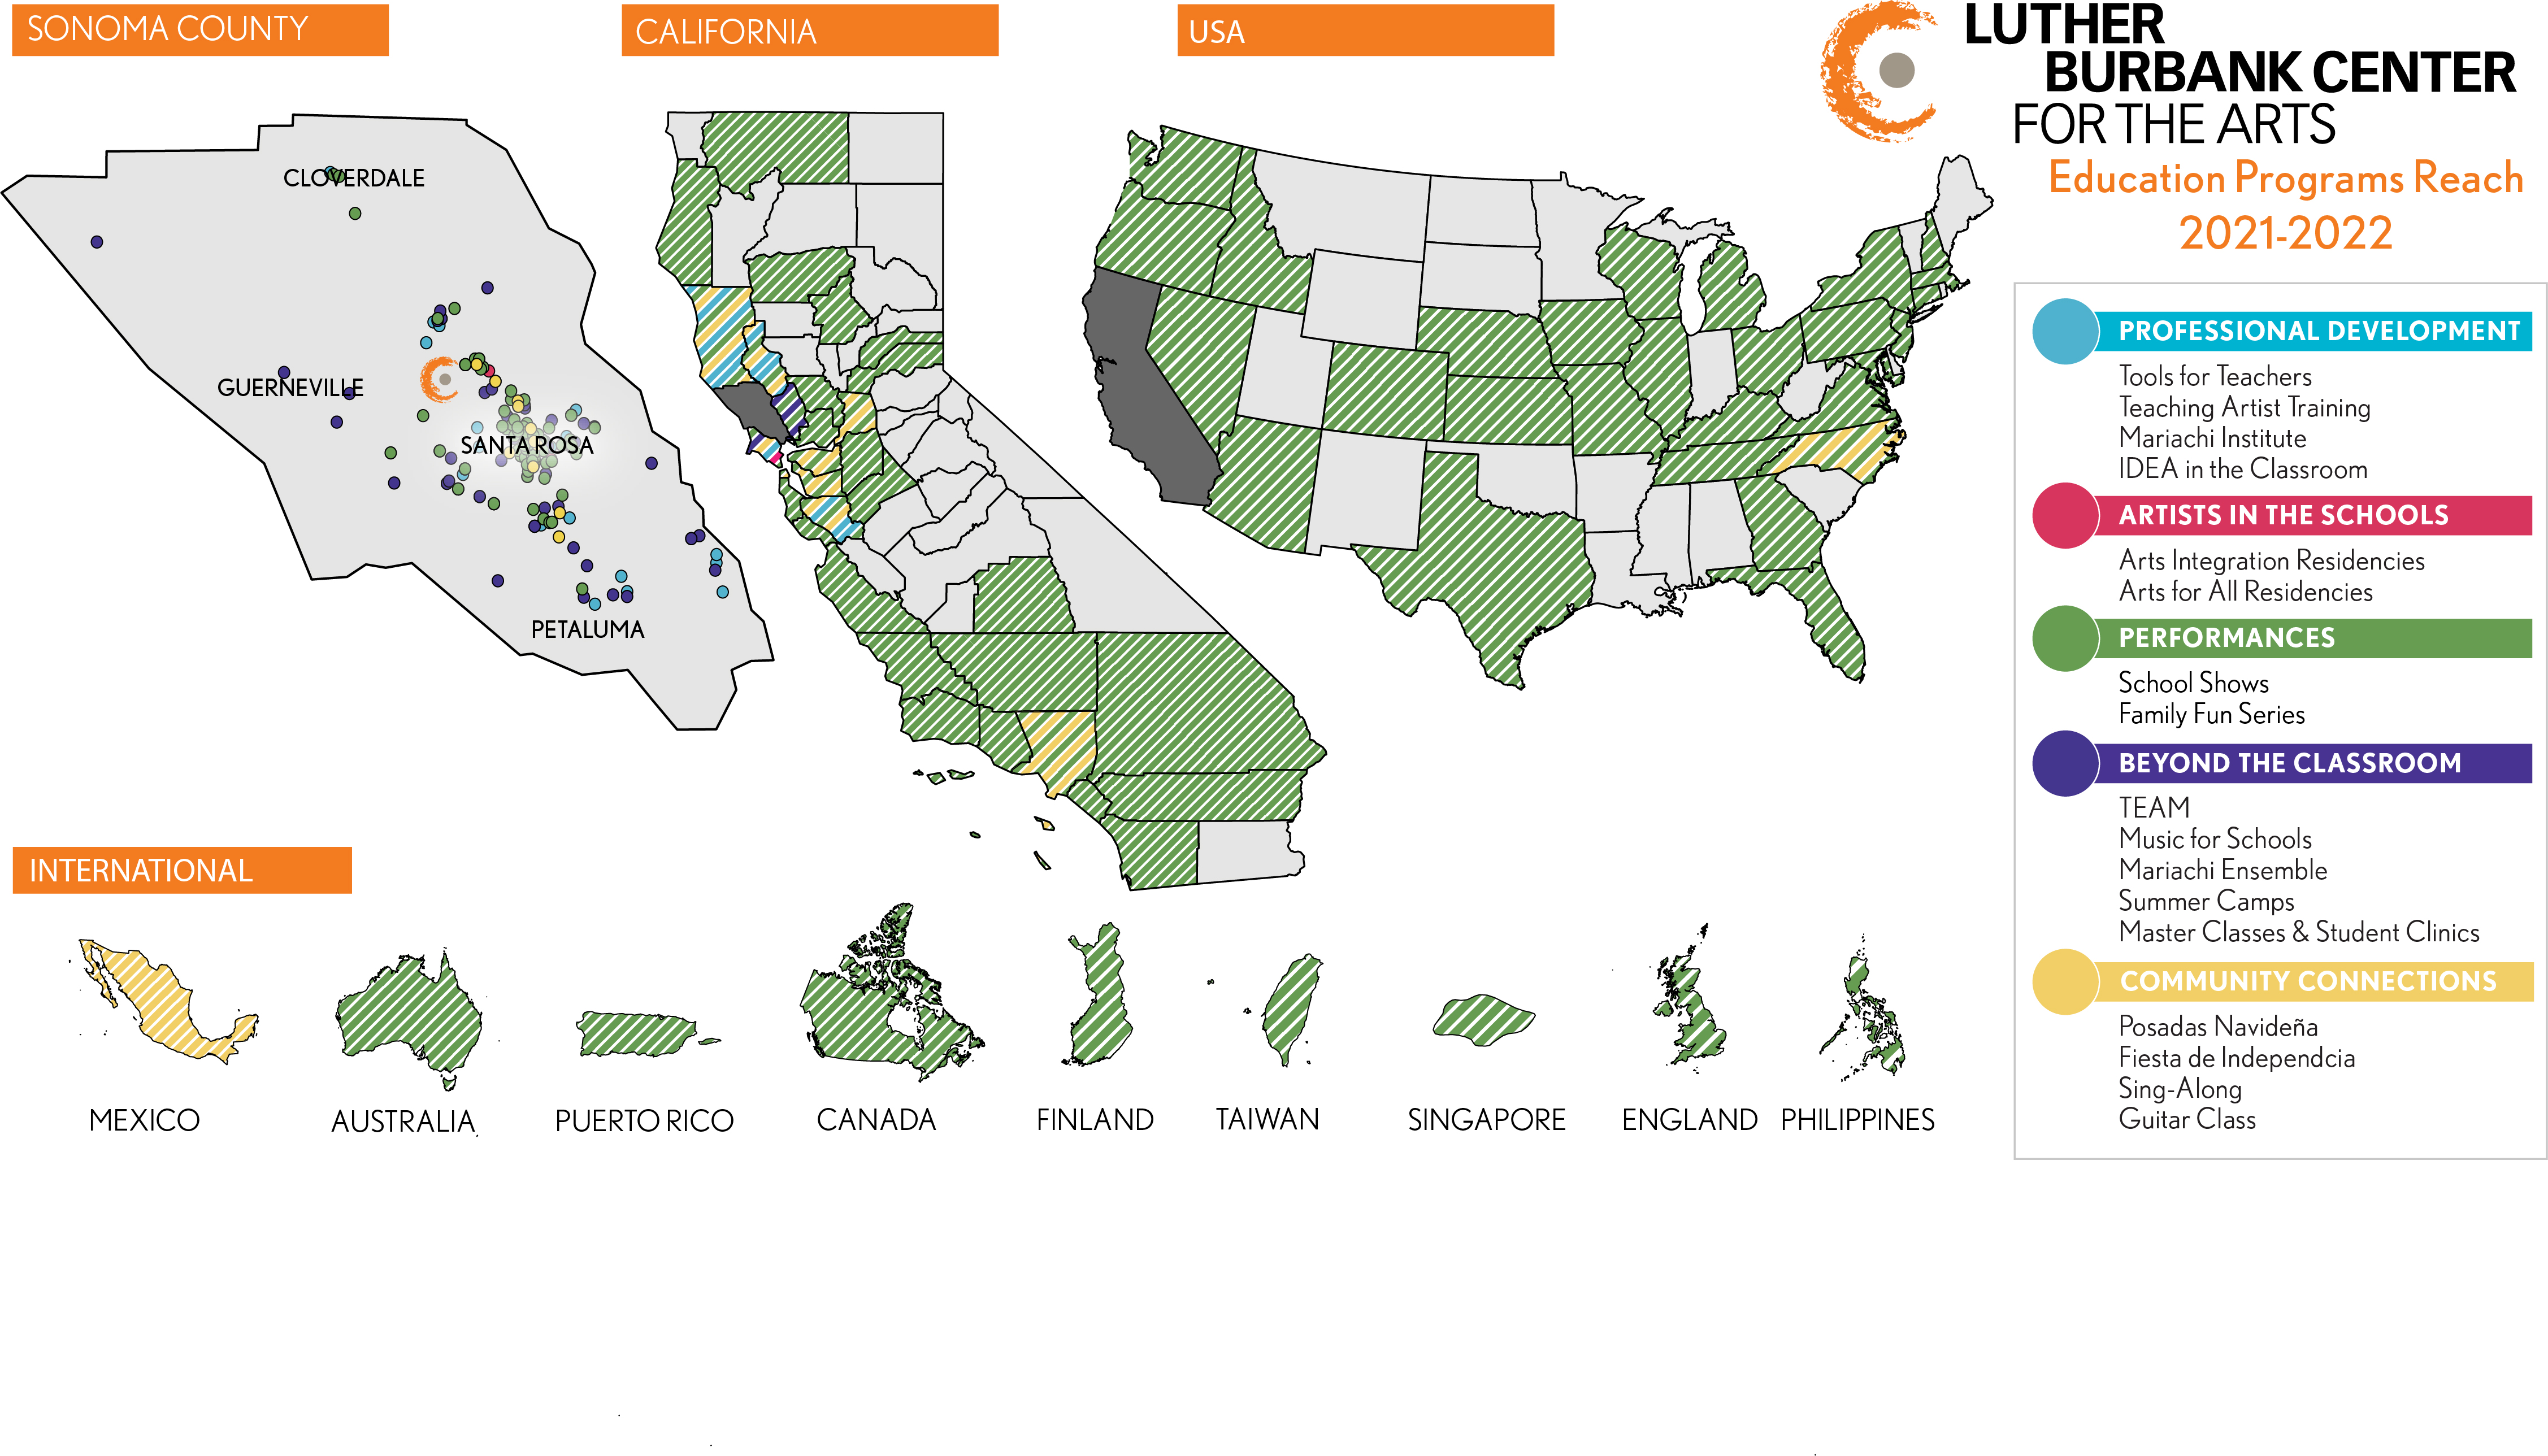 SONOMA COUNTY
CALIFORNIA
USA
LUTHER
BURBANK CENTER
FOR THE ARTS
Education Programs Reach
2021-2022
CLOVERDALE
GUERNEVILLE
SANTA ROSA
PETALUMA
PROFESSIONAL DEVELOPMENT
Tools for Teachers
Teaching Artist Training
Mariachi Institute
IDEA in the Classroom
ARTISTS IN THE SCHOOLS
Arts Integration Residencies
Arts for All Residencies
PERFORMANCES
School Shows
Family Fun Series
BEYOND THE CLASSROOM
TEAM
Music for Schools
Mariachi Ensemble
Summer Camps
Master Classes & Student Clinics
COMMUNITY CONNECTIONS
Posadas Navideña
Fiesta de Independcia
Sing-Along
Guitar Class
INTERNATIONAL
MEXICO
AUSTRALIA
PUERTO RICO
CANADA
FINLAND
TAIWAN
SINGAPORE
ENGLAND
PHILIPPINES